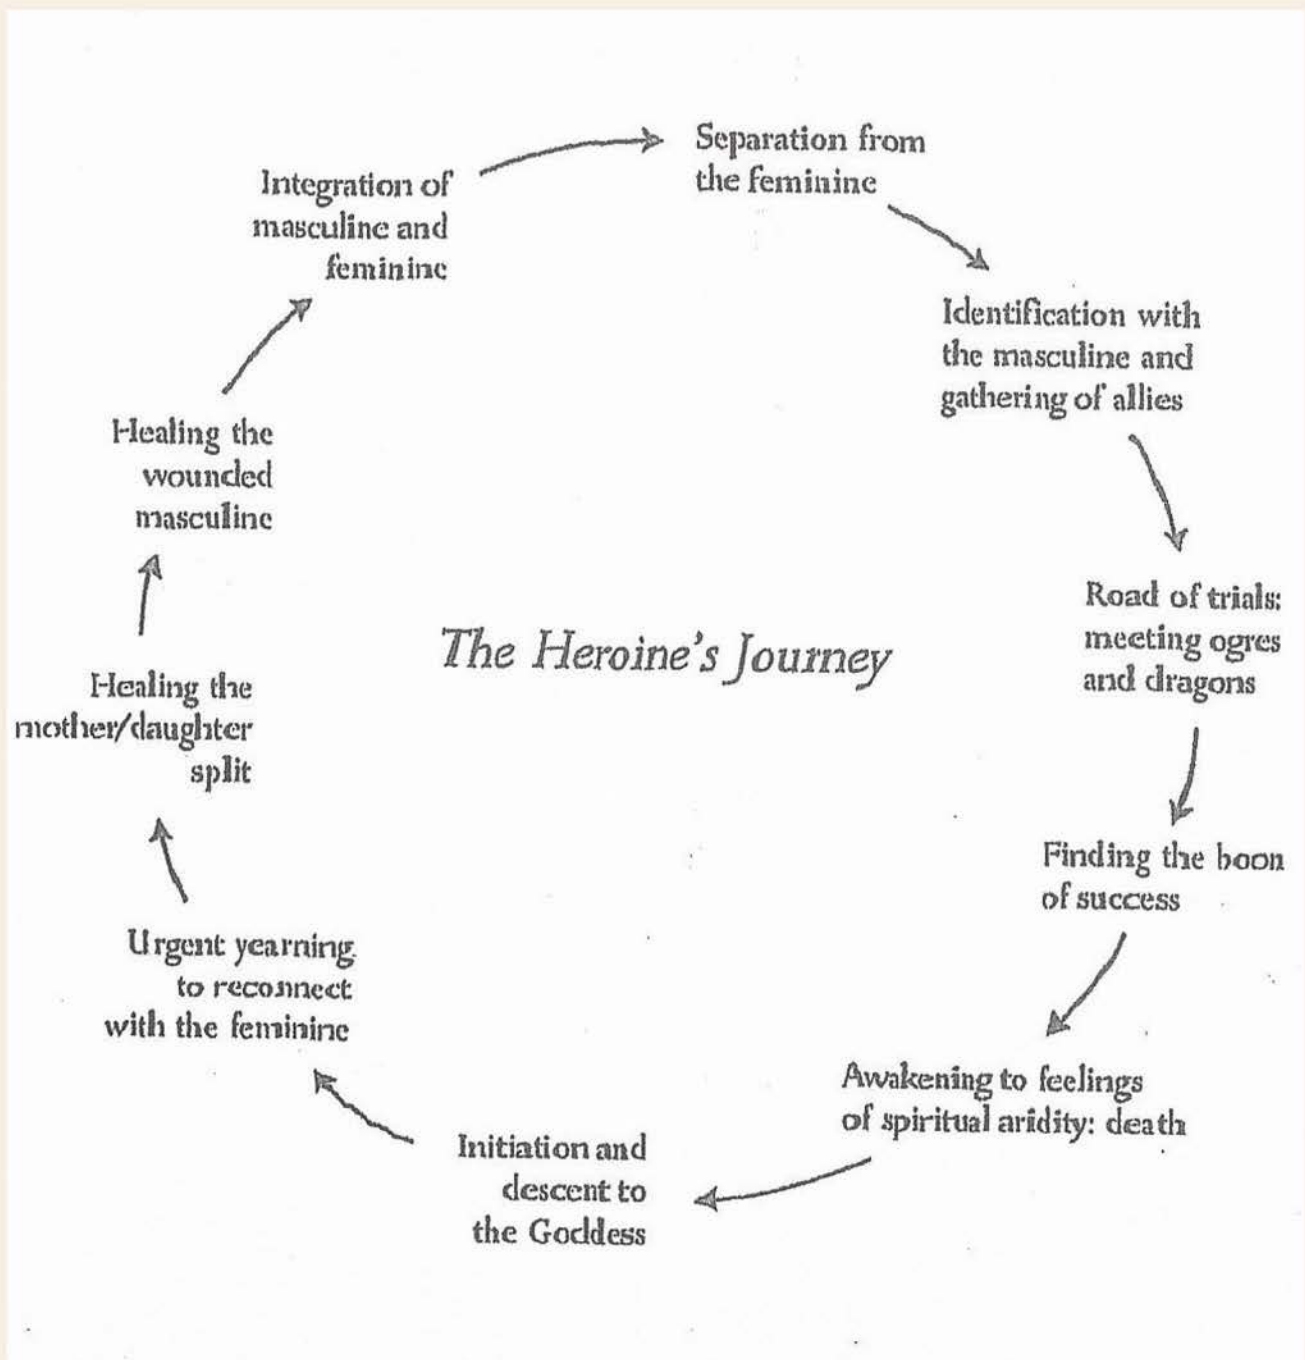 Separation from
the feminine
Identification with
the masculine and
gathering of allies
Road of trials:
meeting ogres
and dragons
Finding the boon
of success
Awakening to feelings
of spiritual aridity: death
Initiation and
descent to
the Goddess
Urgent yearning
to reconnect
with the feminine
Healing the
mother/daughter
split
Healing the
wounded
masculine
Integration of
masculine and
feminine
The Heroine's Journey